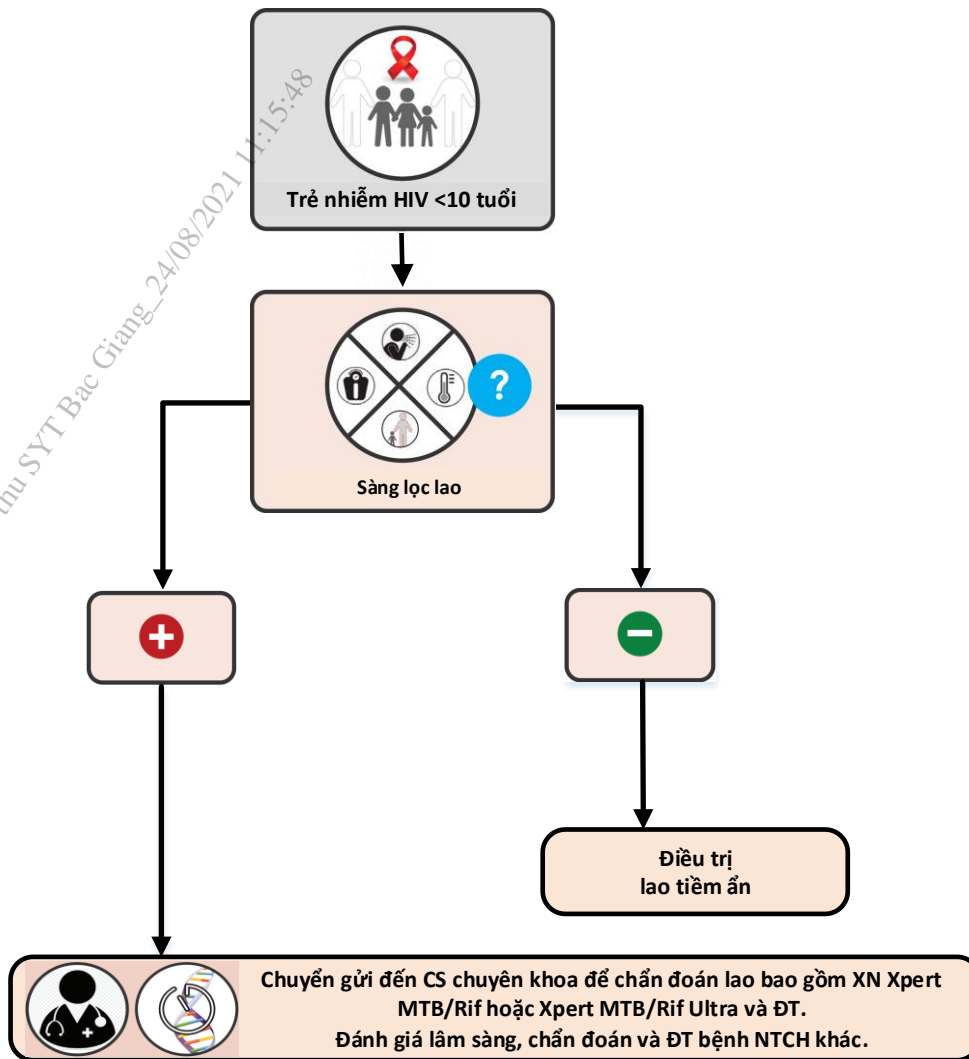 Trẻ nhiễm HIV <10 tuổi
thu SYT Bac Giang_24/08/2021 11:15:48
?
Sàng lọc lao
Điều trị
lao tiềm ẩn
Chuyển gửi đến CS chuyên khoa để chẩn đoán lao bao gồm XN Xpert
MTB/Rif hoặc Xpert MTB/Rif Ultra và ĐT.
Đánh giá lâm sàng, chẩn đoán và ĐT bệnh NTCH khác.